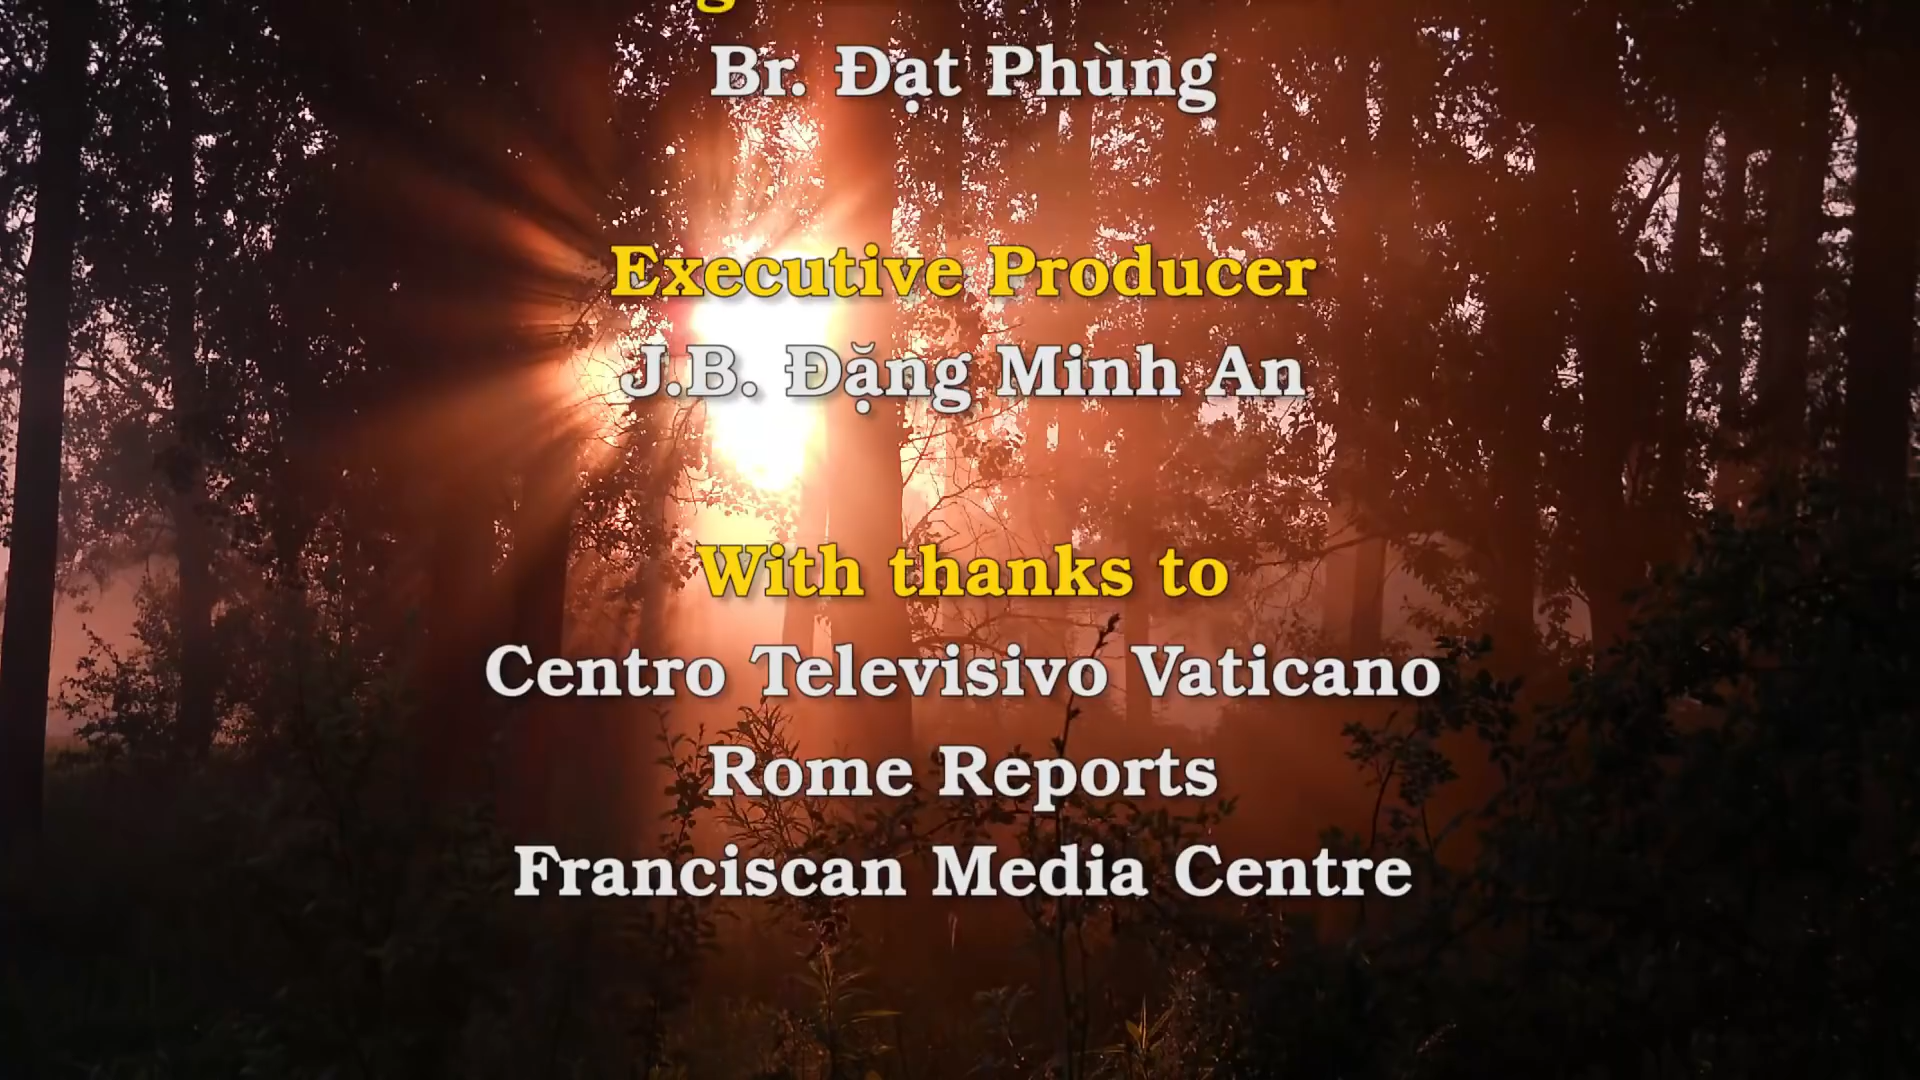 Br. Đạt Phùng
Executive Producer
J.B. Đặng Minh An
With thanks to
Centro Televisivo Vaticano
Rome Reports
Franciscan Media Centre